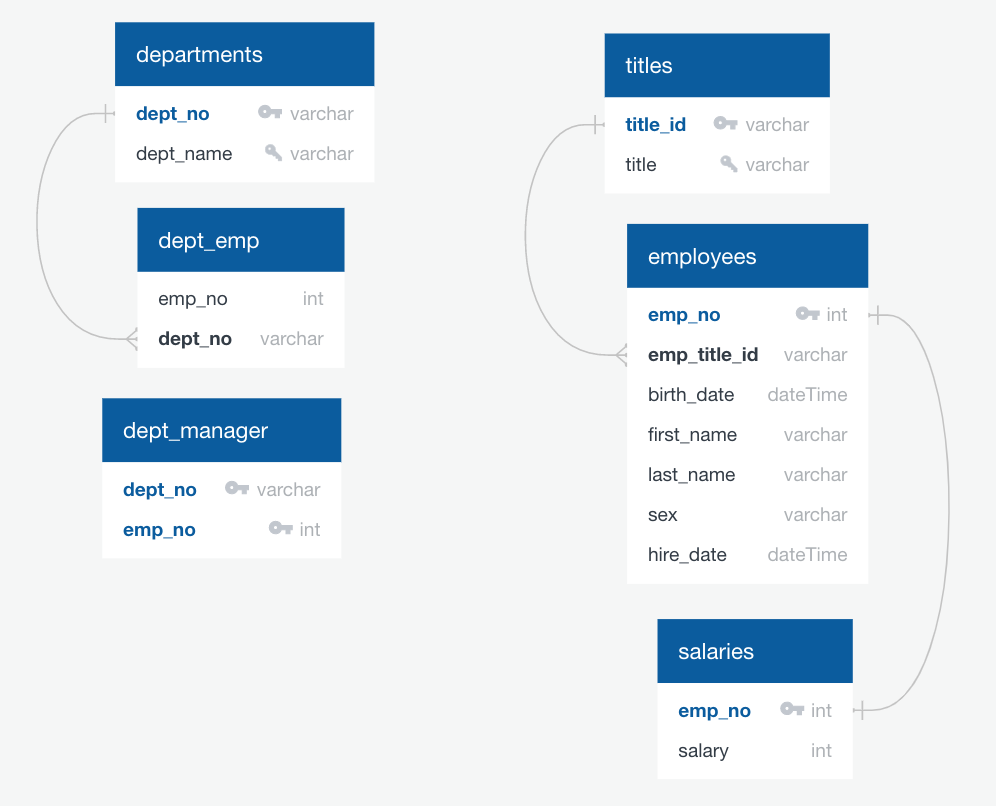 departments
dept_no varchar
dept_name varchar
dept_emp
emp_no int
dept_no varchar
dept_manager
dept_no varchar
emp_no int
titles
title_id varchar
title varchar
employees
emp_no int
emp_title_id varchar
birth_date dateTime
first_name varchar
last_name varchar
sex varchar
hire_date dateTime
salaries
emp_no int
salary int